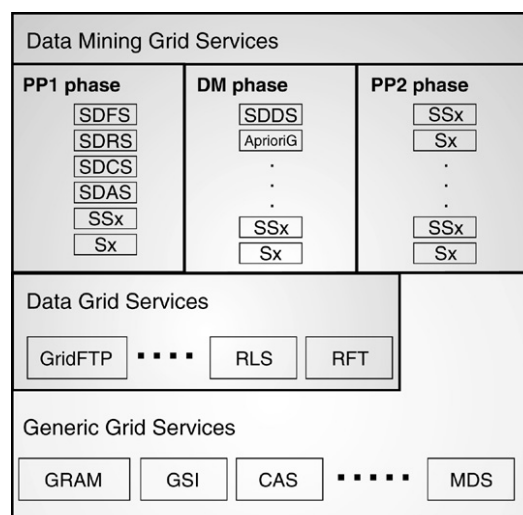 Data Mining Grid Services
PP1 phase
SDFS
SDRS
SDCS
SDAS
SSx
Sx
DM phase
SDDS
AprioriG
.
.
.
SSx
Sx
PP2 phase
SSx
Sx
.
.
.
SSx
Sx
Data Grid Services
GridFTP .... RLS RFT
Generic Grid Services
GRAM GSI CAS ..... MDS